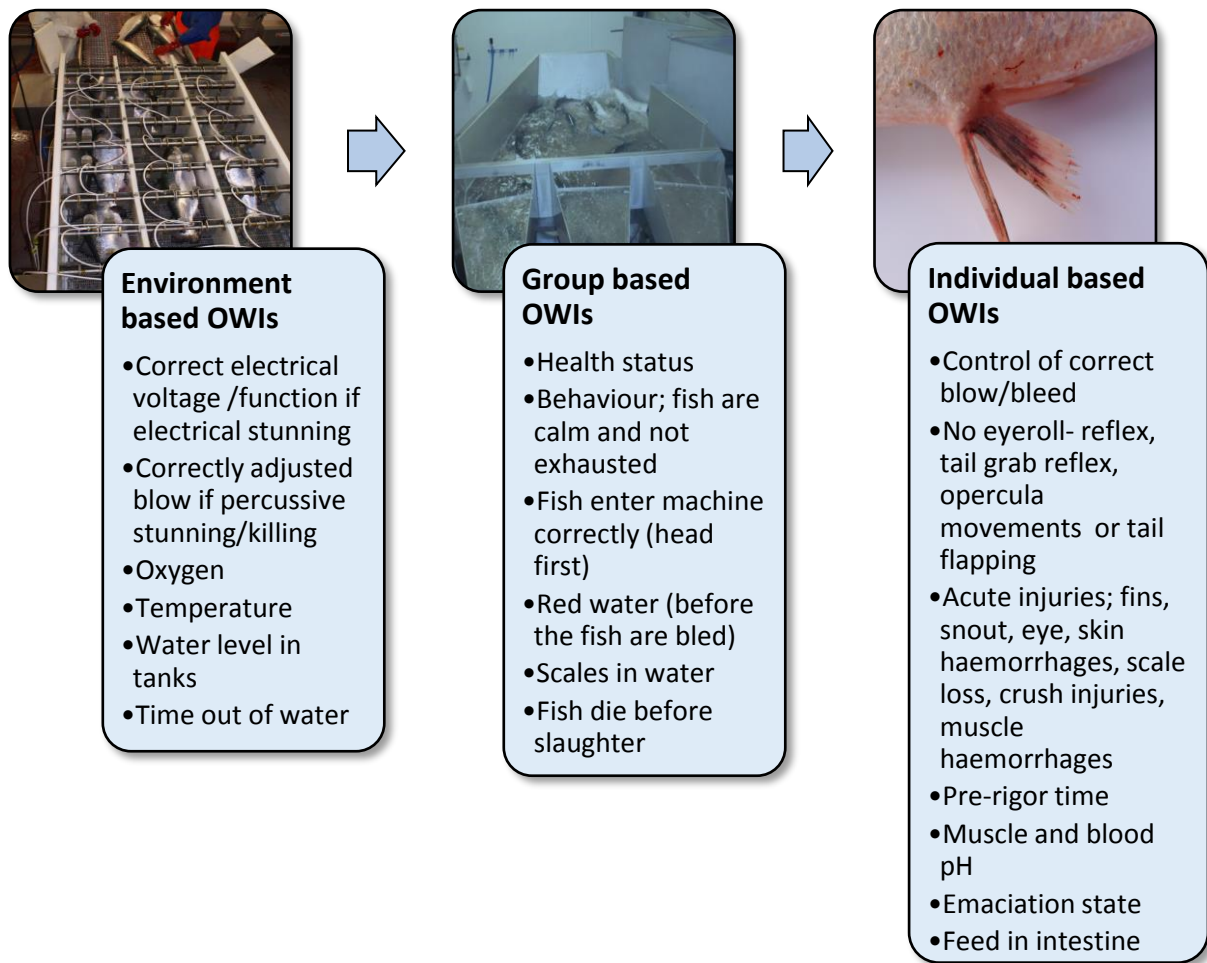 Environment
based OWIs
•Correct electrical
voltage /function if
electrical stunning
•Correctly adjusted
blow if percussive
stunning/killing
•Oxygen
•Temperature
•Water level in
tanks
•Time out of water
Group based
OWIs
•Health status
•Behaviour; fish are
calm and not
exhausted
•Fish enter machine
correctly (head
first)
•Red water (before
the fish are bled)
•Scales in water
•Fish die before
slaughter
Individual based
OWIs
•Control of correct
blow/bleed
•No eyeroll- reflex,
tail grab reflex,
opercula
movements or tail
flapping
•Acute injuries; fins,
snout, eye, skin
haemorrhages, scale
loss, crush injuries,
muscle
haemorrhages
•Pre-rigor time
•Muscle and blood
pH
•Emaciation state
•Feed in intestine